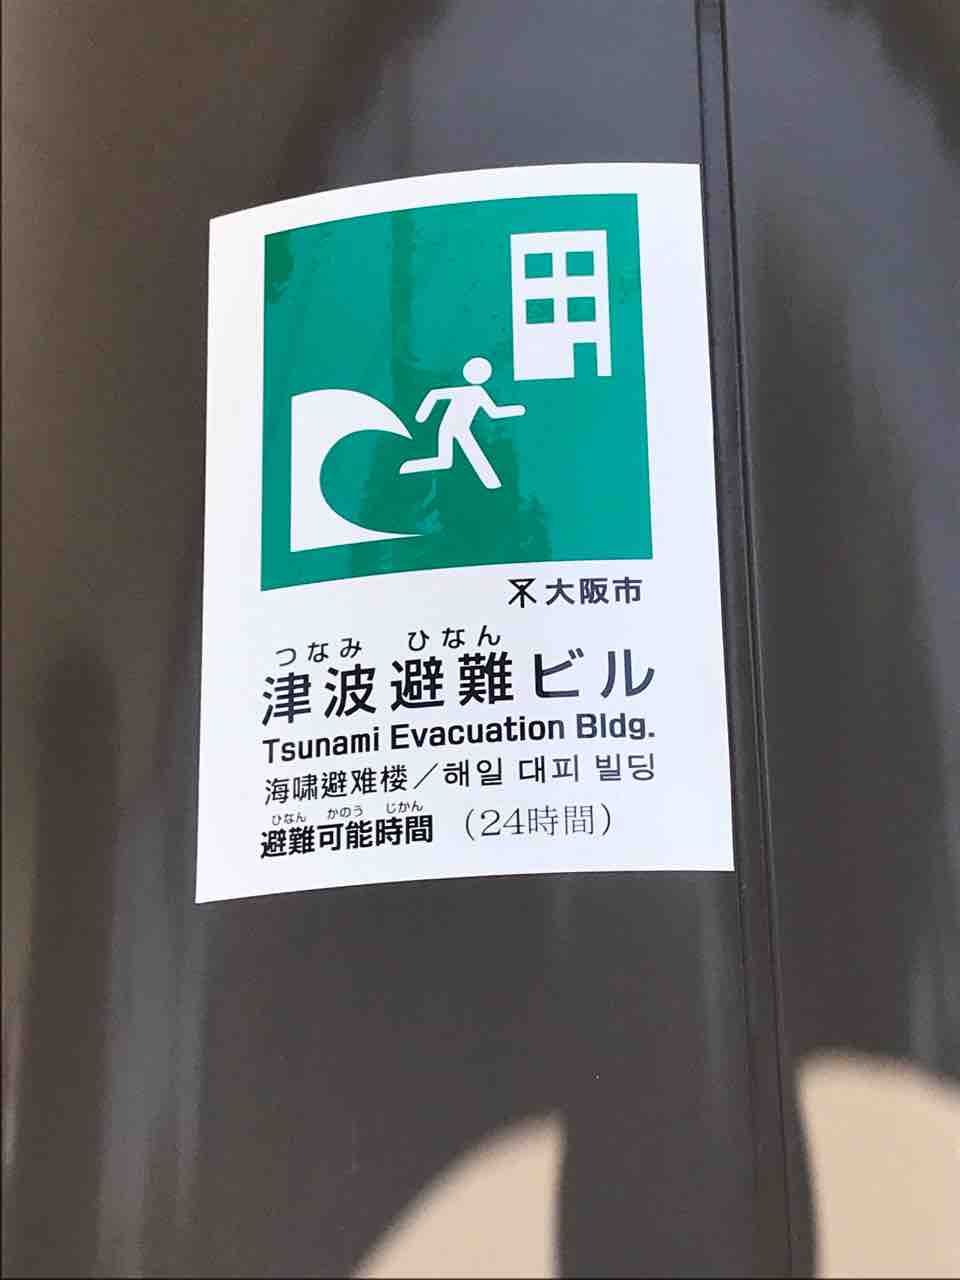 大阪市
つなみ ひなん
津波避難ビル
Tsunami Evacuation Bldg.
海啸避难楼／해일 대피 빌딩
ひなん かのう じかん
避難可能時間 （24時間）